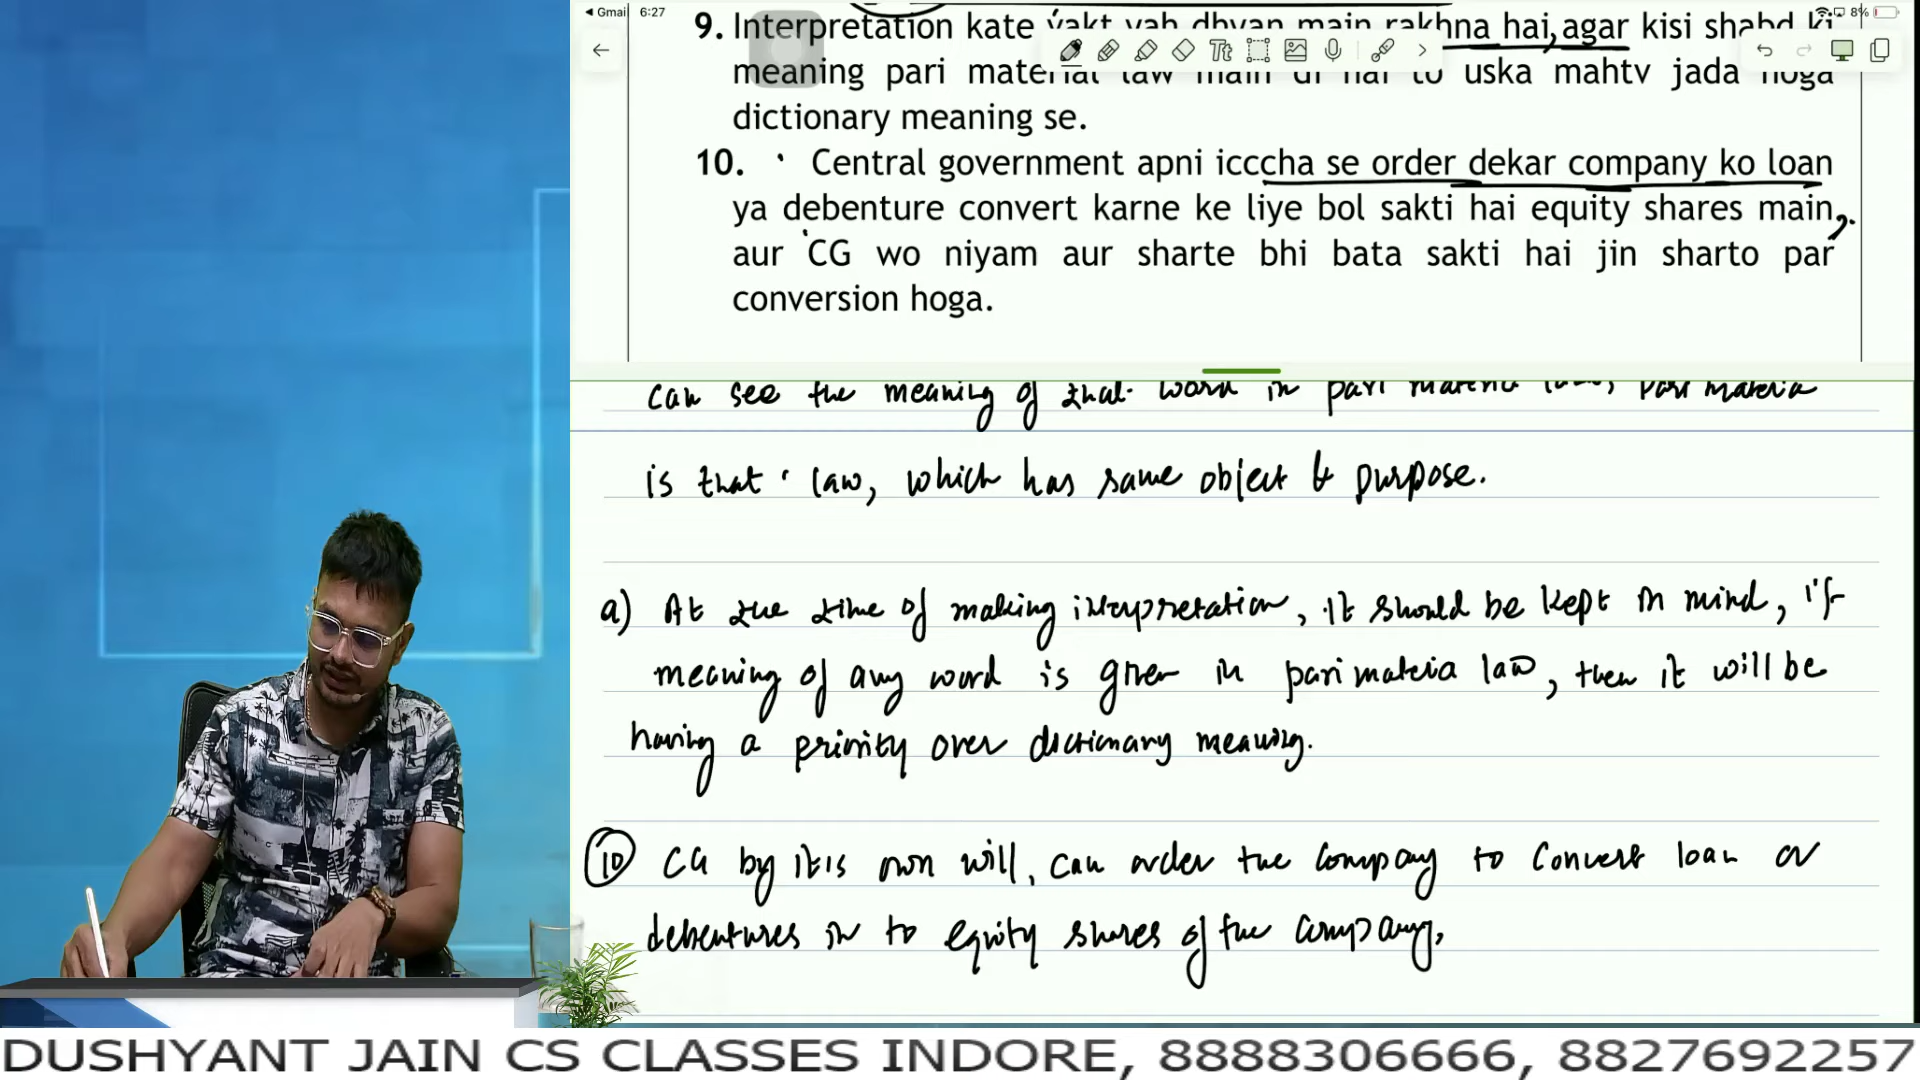 Gmail 6:27 8%
9. Interpretation kate vakt yah dhyan main rakhna hai, agar kisi shabd ki
meaning pari material law main di hai to uska mahtv jada hoga
dictionary meaning se.
10. Central government apni icccha se order dekar company ko loan
ya debenture convert karne ke liye bol sakti hai equity shares main,
aur CG wo niyam aur sharte bhi bata sakti hai jin sharto par
conversion hoga.
can see the meaning of that word in pari materia law, pari materia
is that law, which has same object & purpose.
a) At the time of making interpretation, it should be kept in mind, if
meaning of any word is given in pari materia law, then it will be
having a priority over dictionary meaning.
10 CG by it is own will, can order the company to convert loan or
debentures in to equity shares of the company,
DUSHYANT JAIN CS CLASSES INDORE, 8888306666, 8827692257